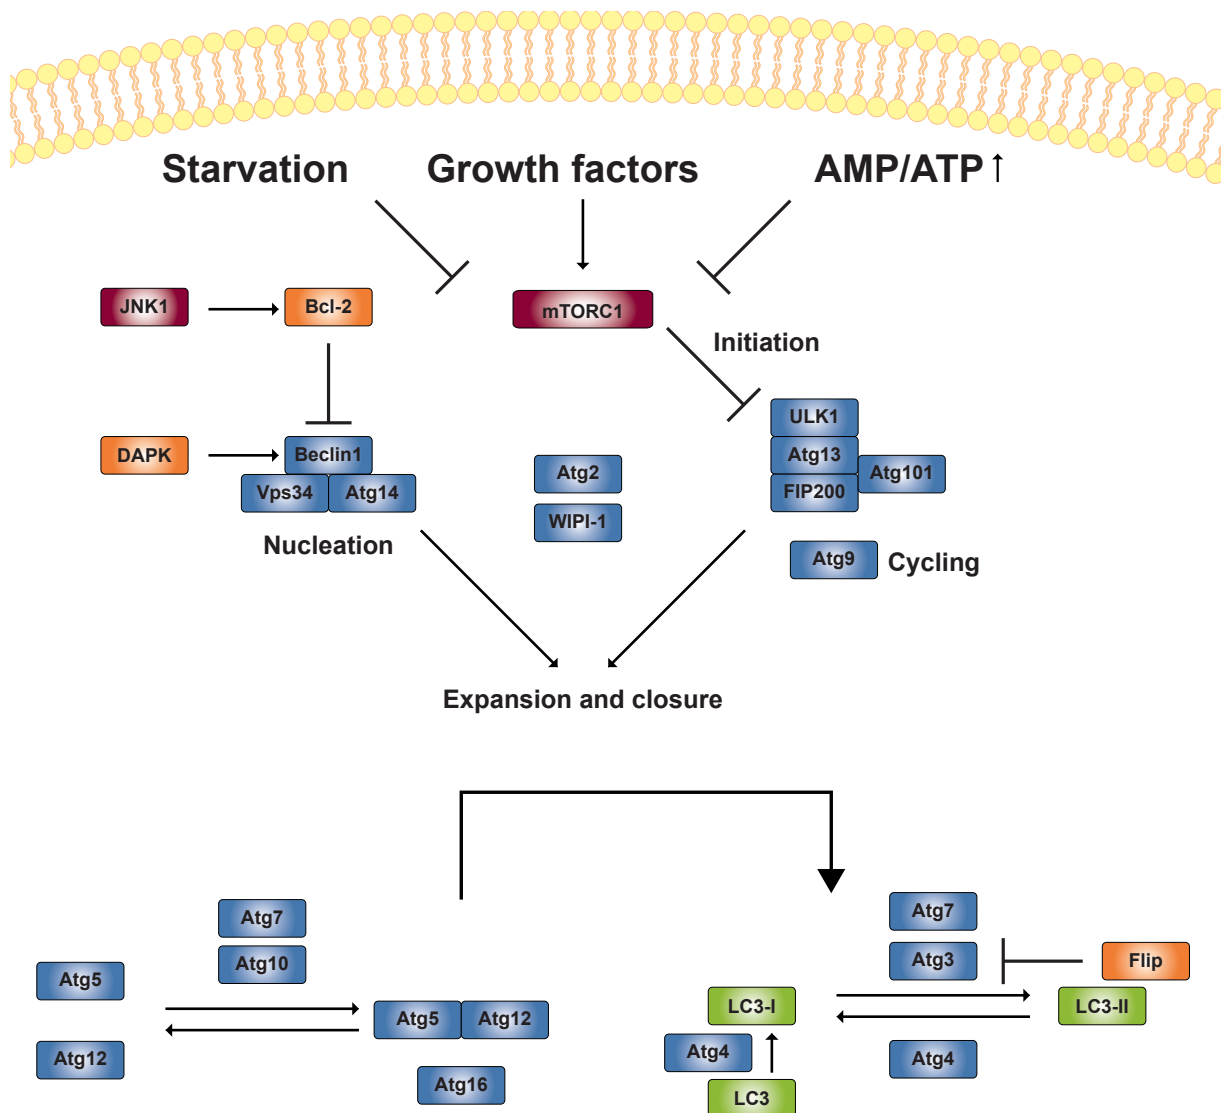 Starvation
Growth factors
AMP/ATP↑
JNK1
Bcl-2
mTORC1
Initiation
ULK1
DAPK
Beclin1
Atg13
Atg2
Atg101
Vps34
Atg14
FIP200
WIPI-1
Nucleation
Atg9
Cycling
Expansion and closure
Atg7
Atg7
Atg10
Atg3
Flip
Atg5
LC3-I
LC3-II
Atg5
Atg12
Atg12
Atg4
Atg4
Atg16
LC3